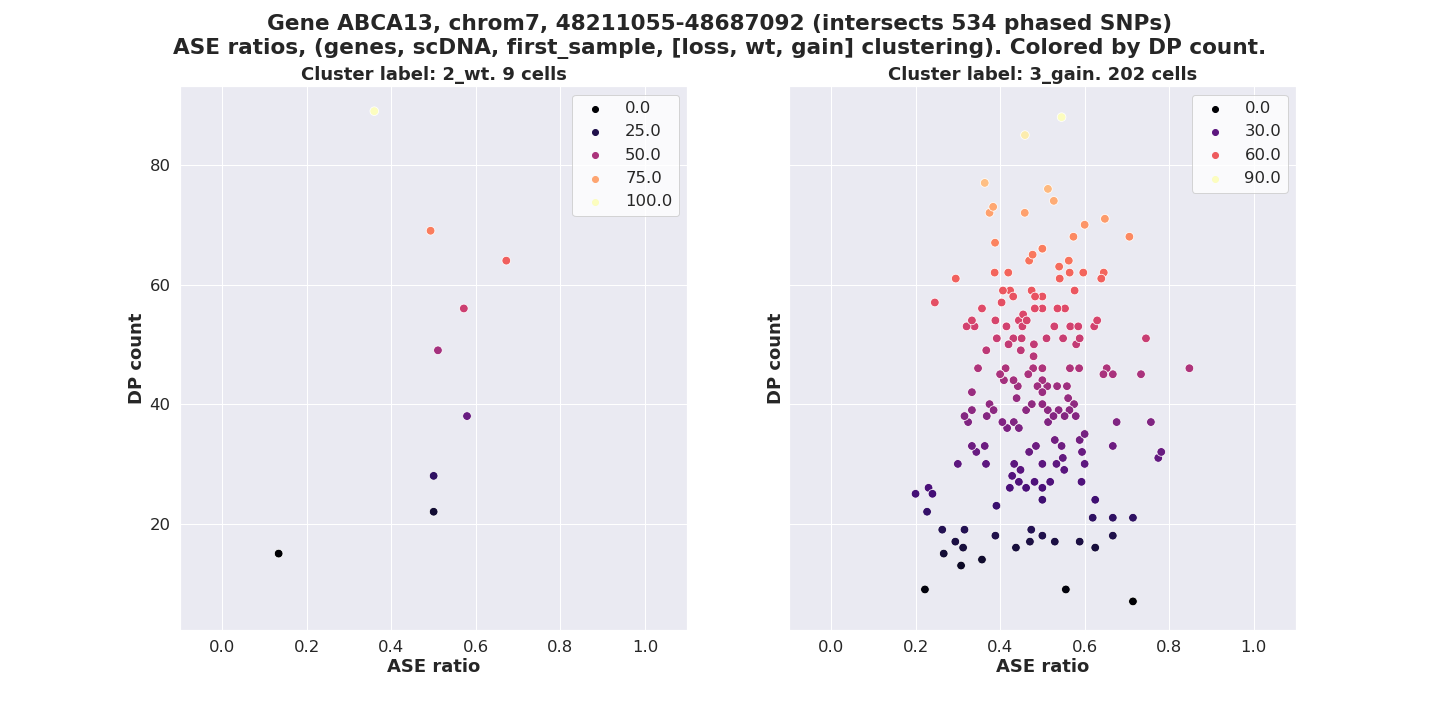 Gene ABCA13, chrom7, 48211055-48687092 (intersects 534 phased SNPs)
ASE ratios, (genes, scDNA, first_sample, [loss, wt, gain] clustering). Colored by DP count.
Cluster label: 2_wt. 9 cells
0.0
25.0
50.0
75.0
100.0
80
60
40
20
DP count
0.0 0.2 0.4 0.6 0.8 1.0
ASE ratio
Cluster label: 3_gain. 202 cells
0.0
30.0
60.0
90.0
DP count
0.0 0.2 0.4 0.6 0.8 1.0
ASE ratio